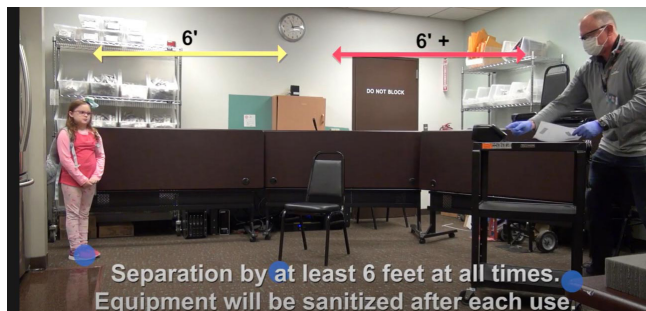 6'
6' +
DO NOT BLOCK
Separation by at least 6 feet at all times.
Equipment will be sanitized after each use.